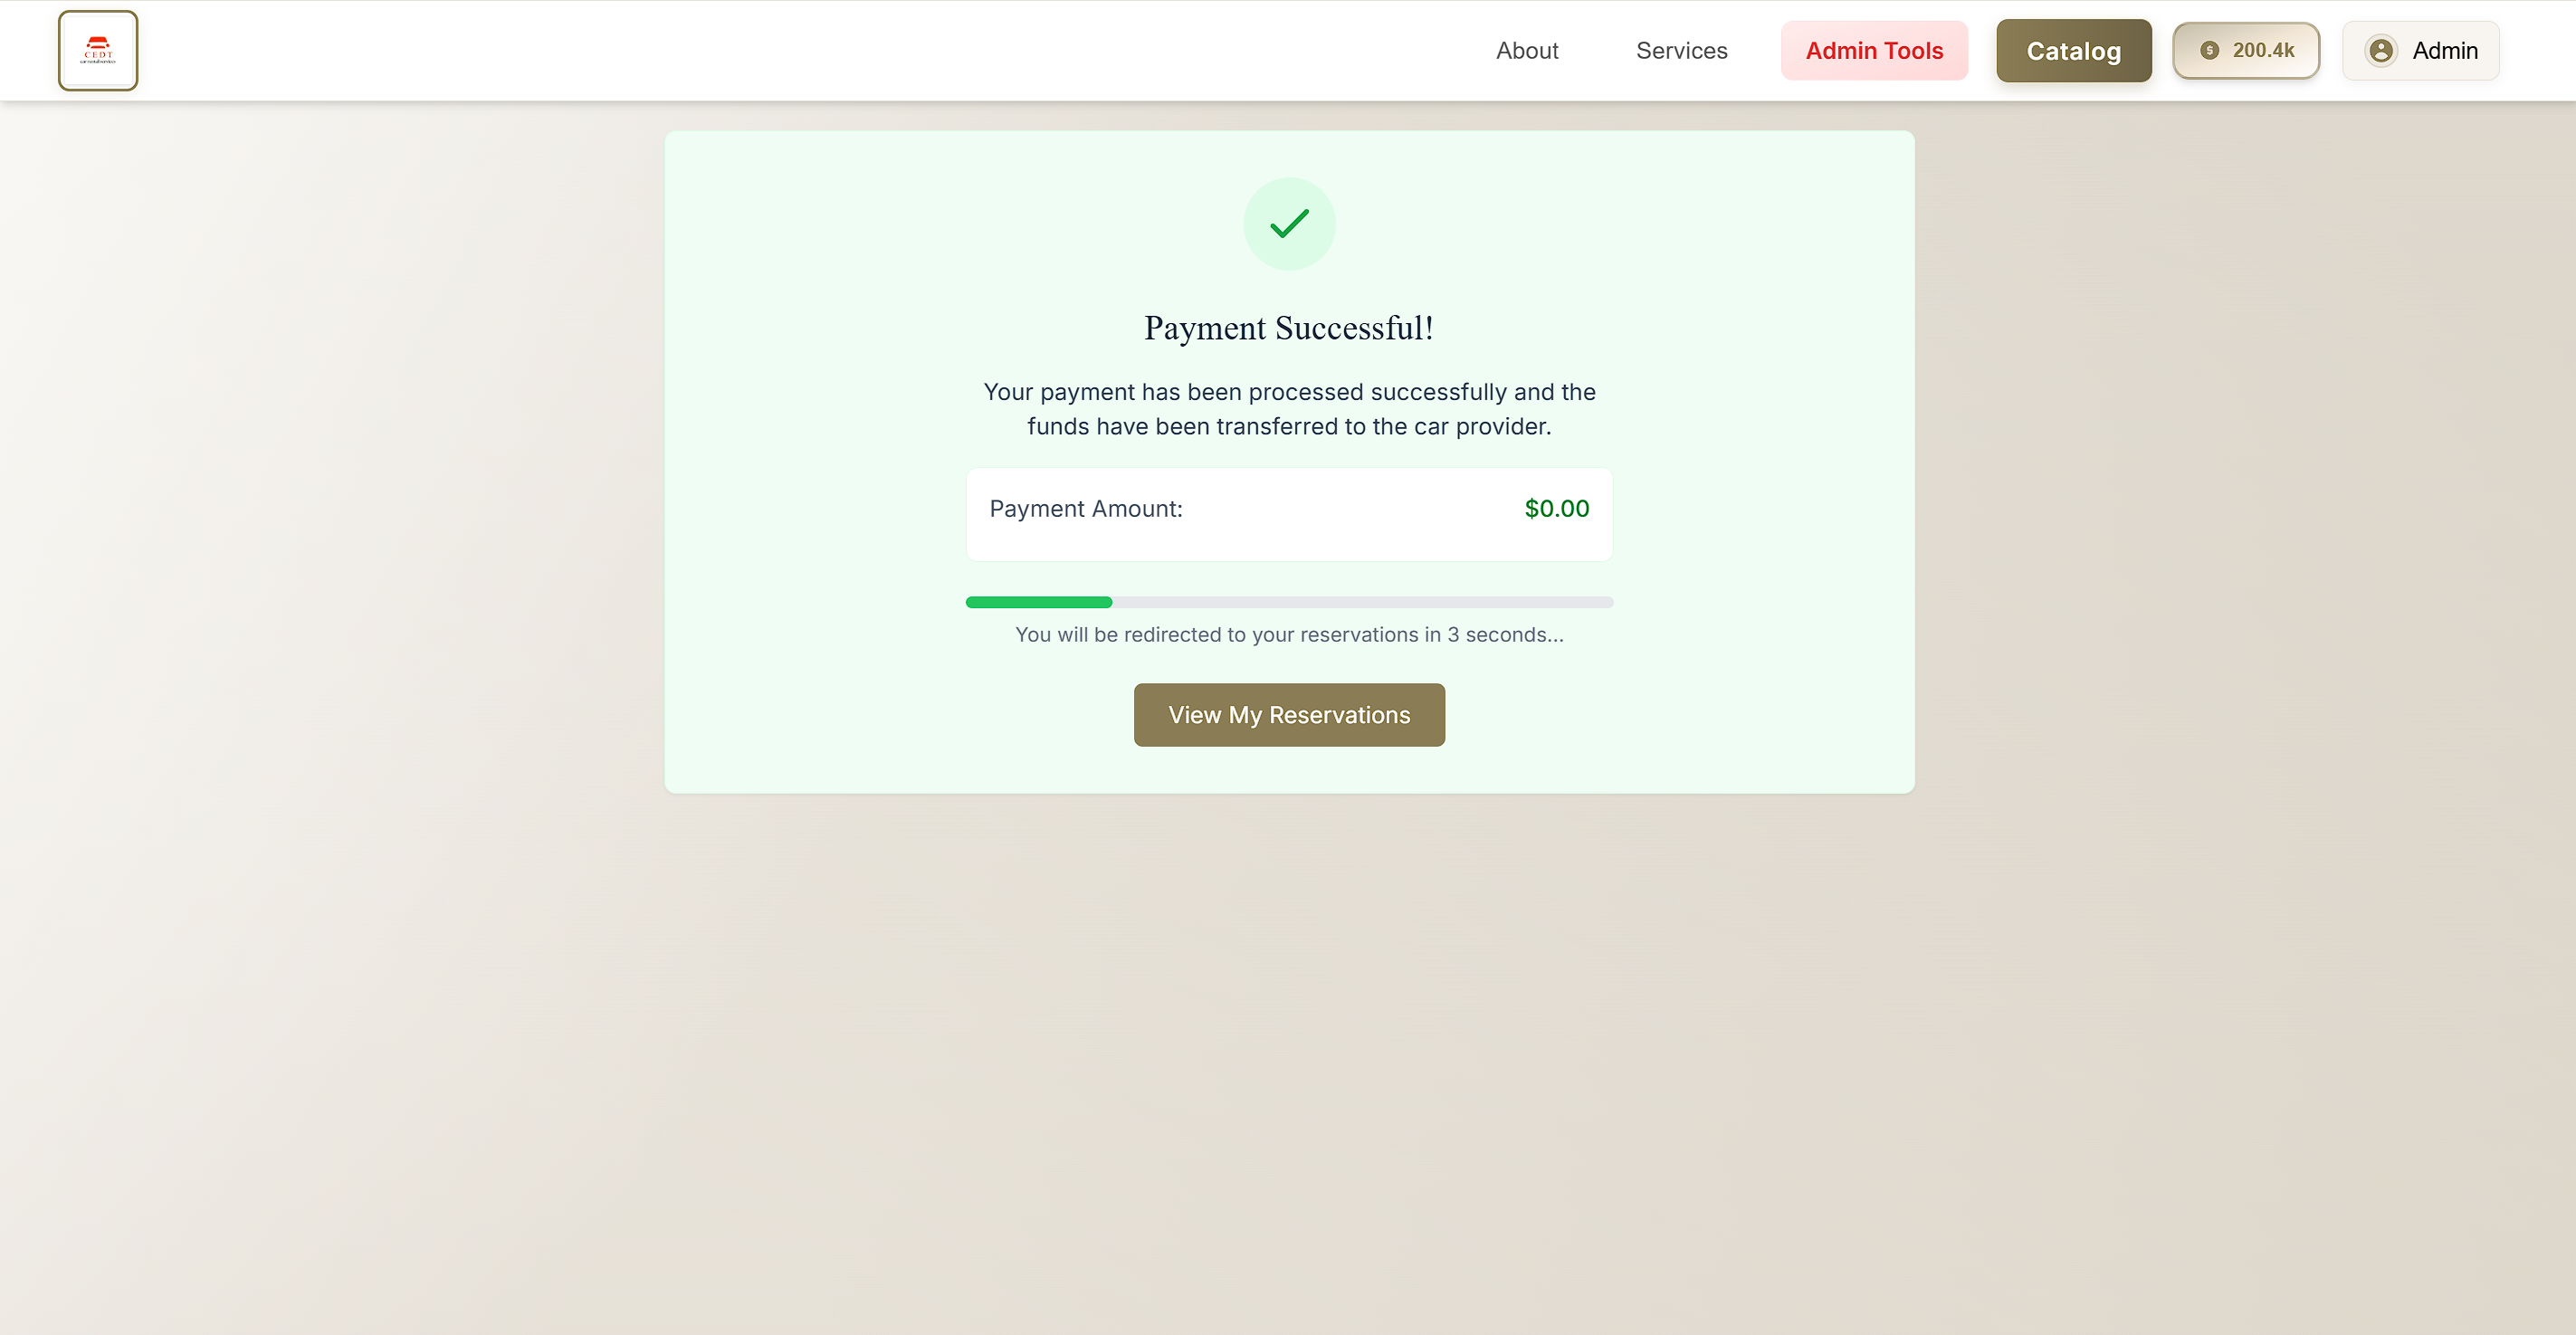 CEDT
About
Services
Admin Tools
Catalog
$ 200.4k
Admin
Payment Successful!
Your payment has been processed successfully and the
funds have been transferred to the car provider.
Payment Amount: $0.00
You will be redirected to your reservations in 3 seconds...
View My Reservations